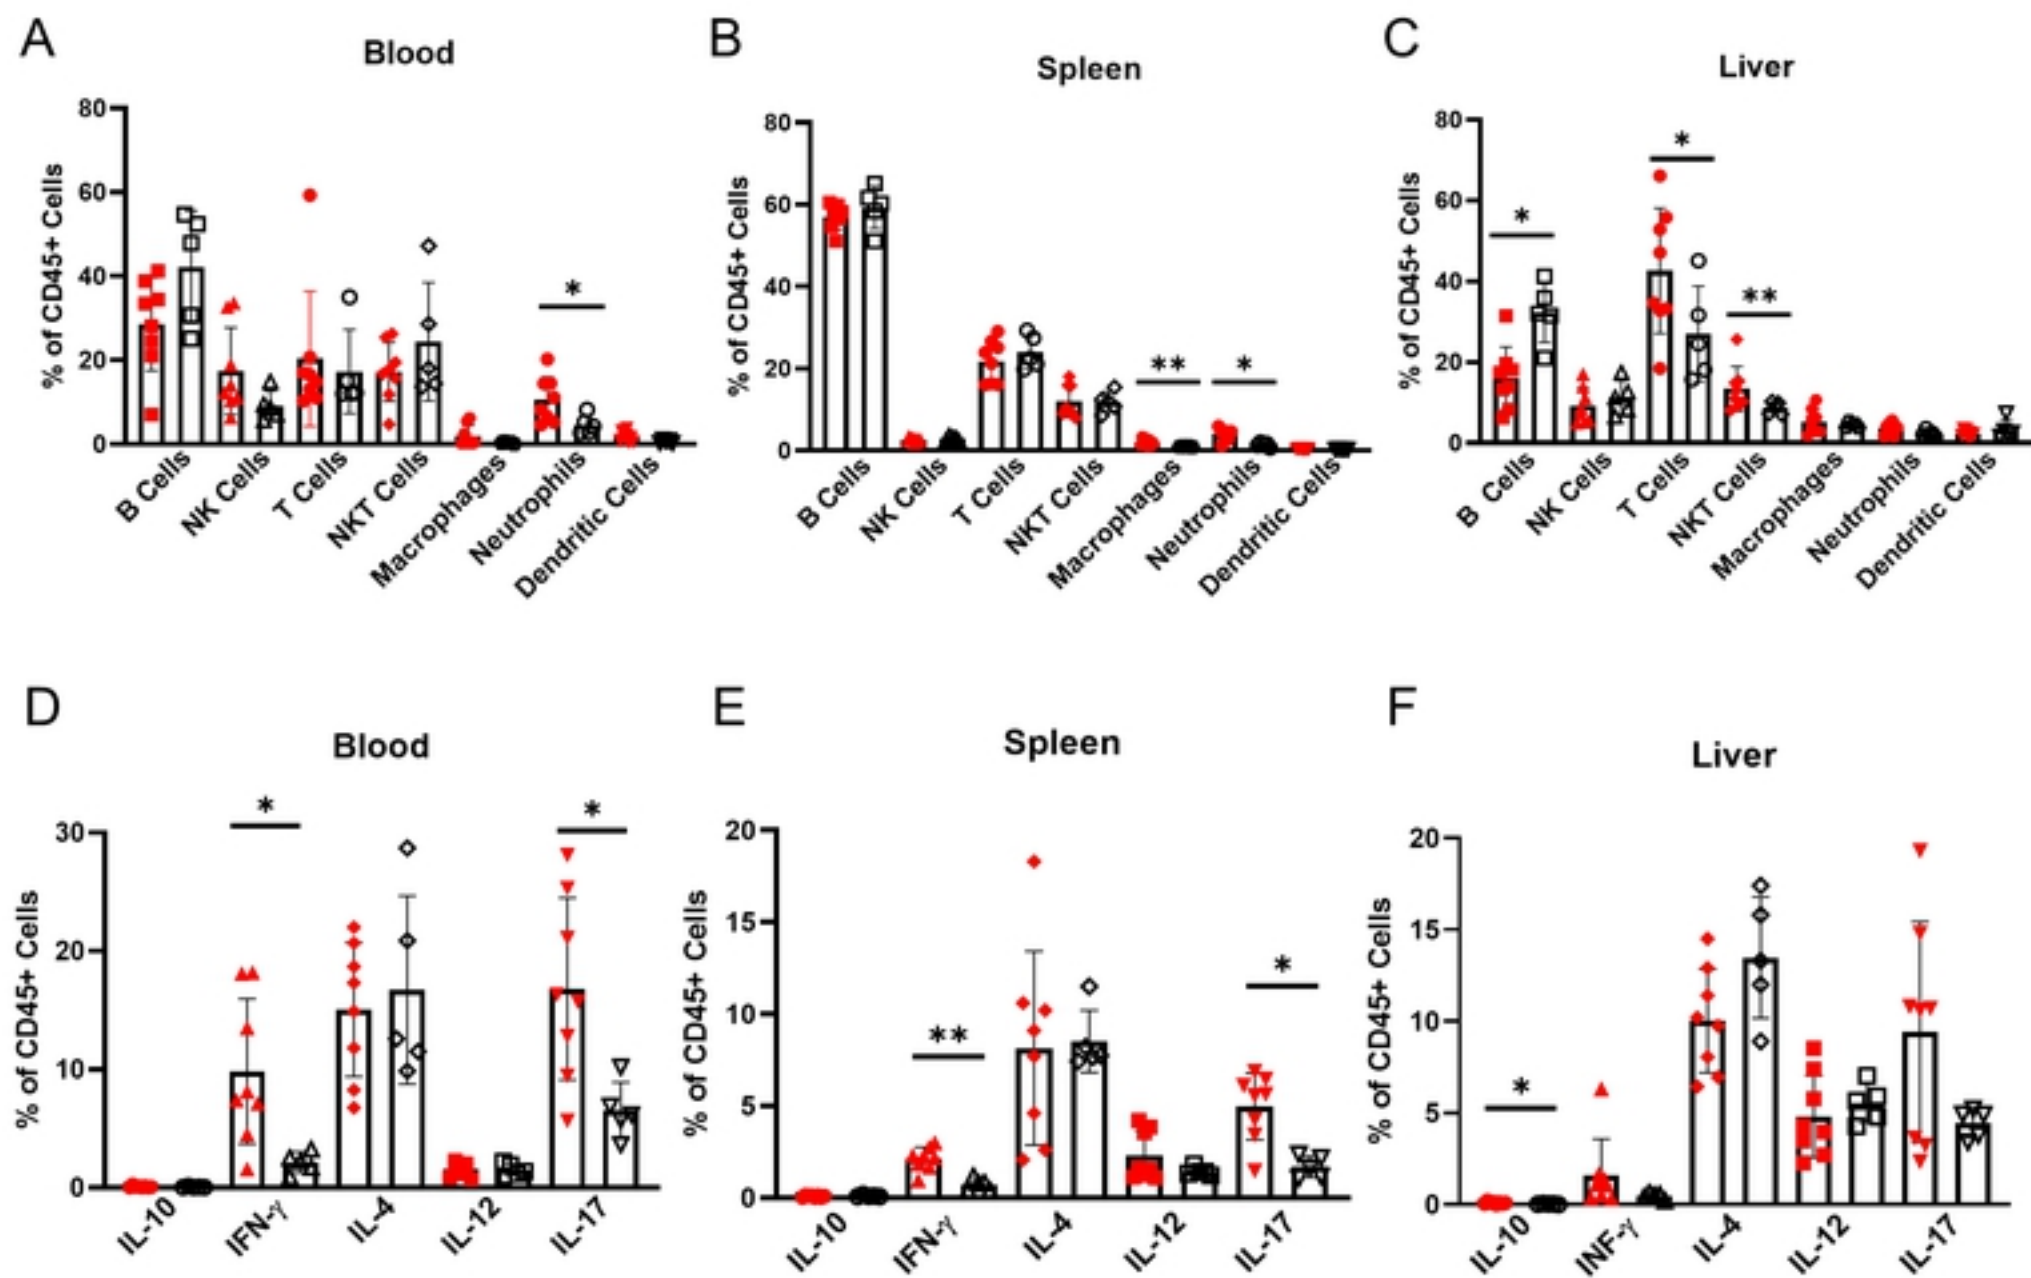 A
Blood
% of CD45+ Cells
80
60
40
20
0
*
B Cells
NK Cells
T Cells
NKT Cells
Macrophages
Neutrophils
Dendritic Cells
B
Spleen
% of CD45+ Cells
80
60
40
20
0
**
*
B Cells
NK Cells
T Cells
NKT Cells
Macrophages
Neutrophils
Dendritic Cells
C
Liver
% of CD45+ Cells
80
60
40
20
0
*
*
**
B Cells
NK Cells
T Cells
NKT Cells
Macrophages
Neutrophils
Dendritic Cells
D
Blood
% of CD45+ Cells
30
20
10
0
*
*
IL-10
IFN-γ
IL-4
IL-12
IL-17
E
Spleen
% of CD45+ Cells
20
15
10
5
0
**
*
IL-10
IFN-γ
IL-4
IL-12
IL-17
F
Liver
% of CD45+ Cells
20
15
10
5
0
*
IL-10
INF-γ
IL-4
IL-12
IL-17